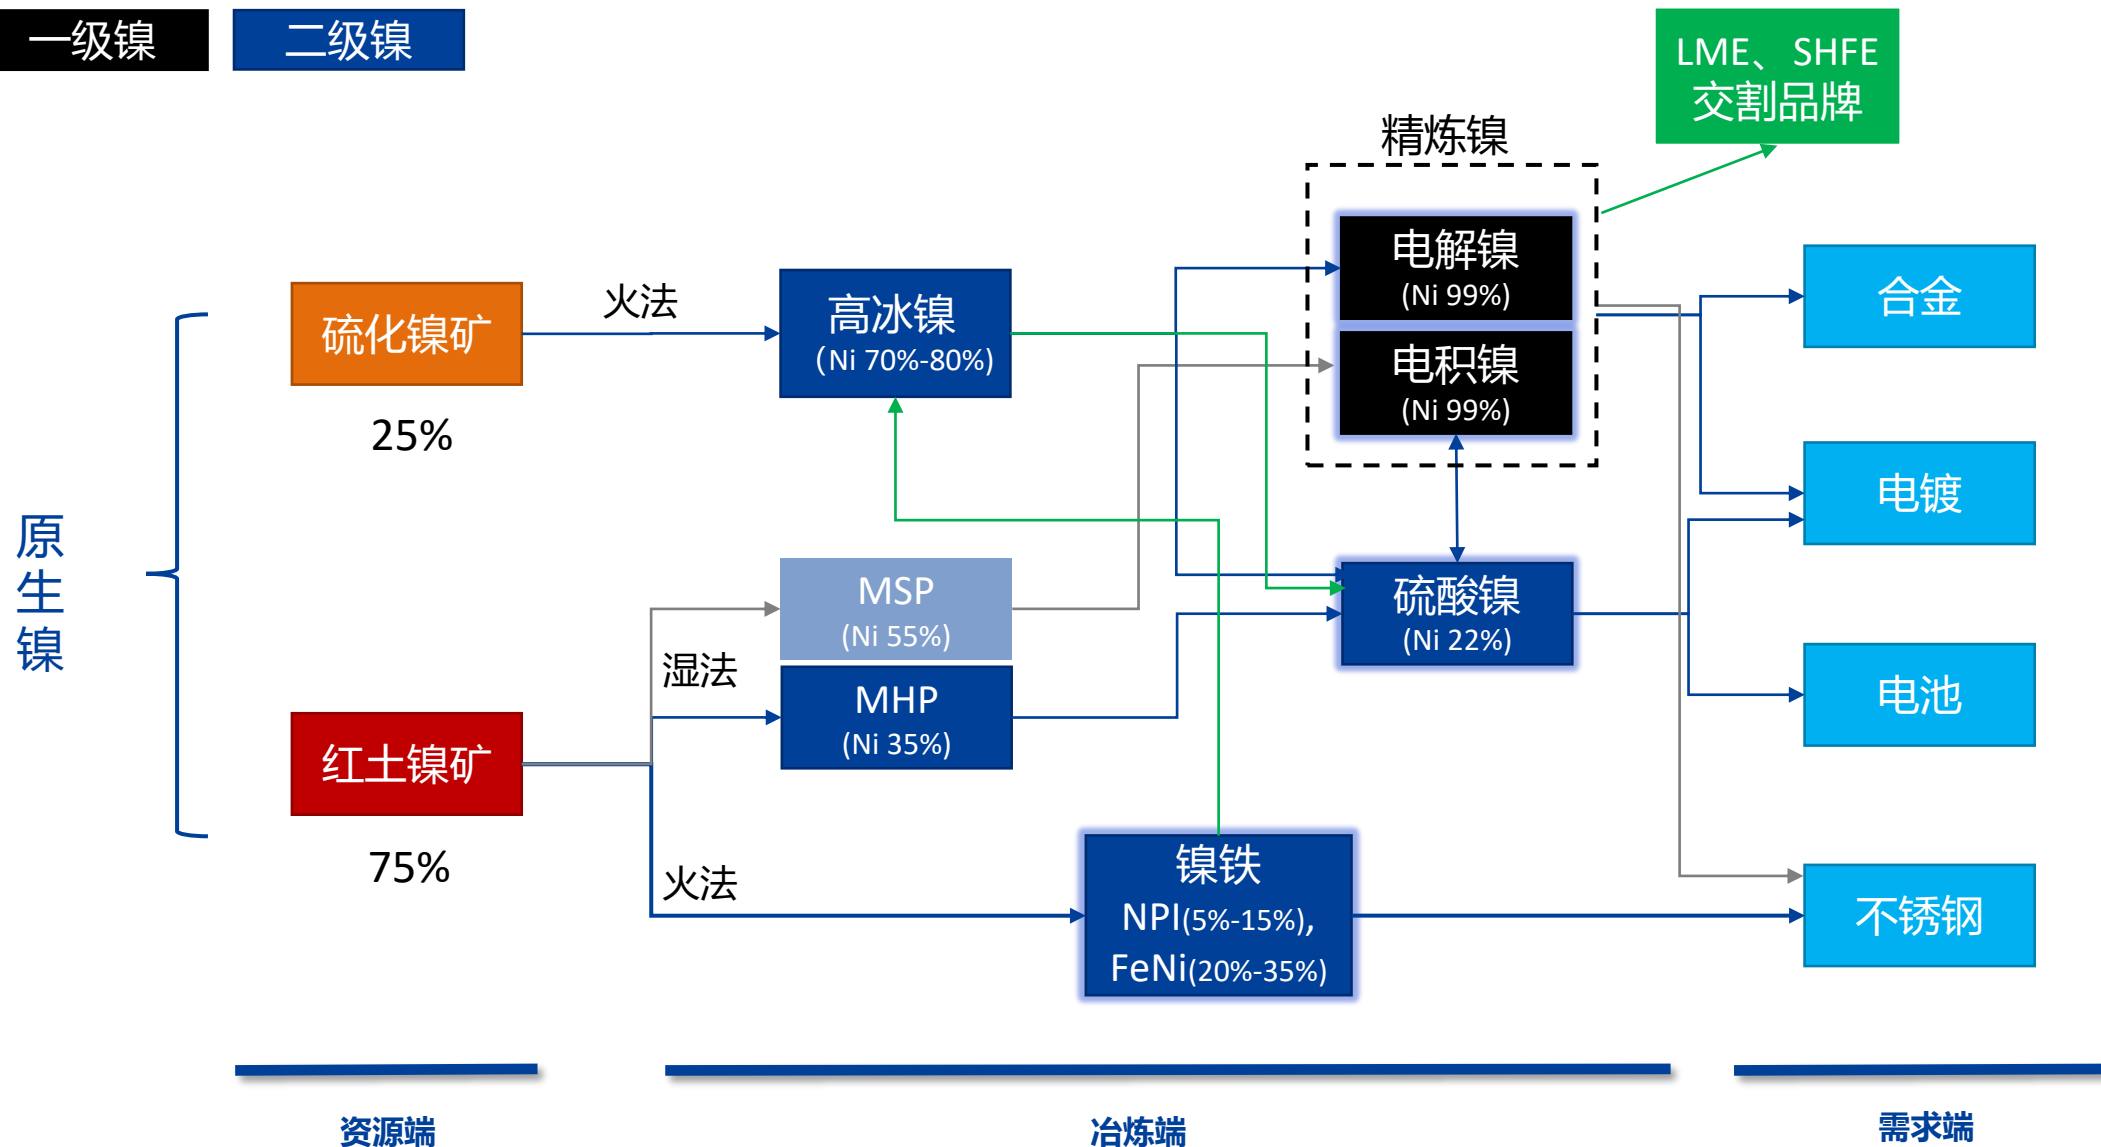 一级镍
二级镍
LME、SHFE
交割品牌
精炼镍
电解镍
(Ni 99%)
电积镍
(Ni 99%)
合金
硫化镍矿
25%
火法
高冰镍
(Ni 70%-80%)
电镀
原
生
镍
MSP
(Ni 55%)
湿法
MHP
(Ni 35%)
硫酸镍
(Ni 22%)
电池
红土镍矿
75%
火法
镍铁
NPI(5%-15%),
FeNi(20%-35%)
不锈钢
资源端
冶炼端
需求端